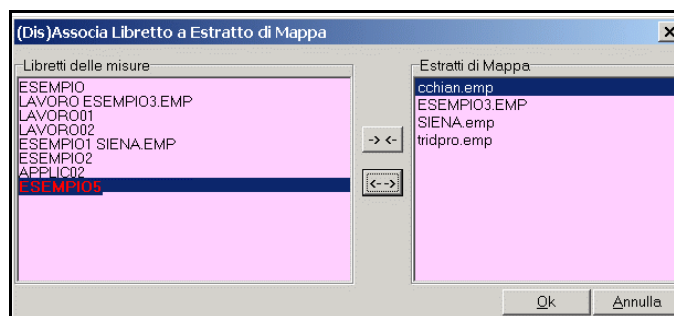 (Dis)Associa Libretto a Estratto di Mappa
Libretti delle misure
ESEMPIO
LAVORO ESEMPIO3.EMP
LAVORO01
LAVORO02
ESEMPIO1 SIENA.EMP
ESEMPIO2
APPLIC02
ESEMPIO5
-> <-
<-->
Estratti di Mappa
cchian.emp
ESEMPIO3.EMP
SIENA.emp
tridpro.emp
Ok
Annulla